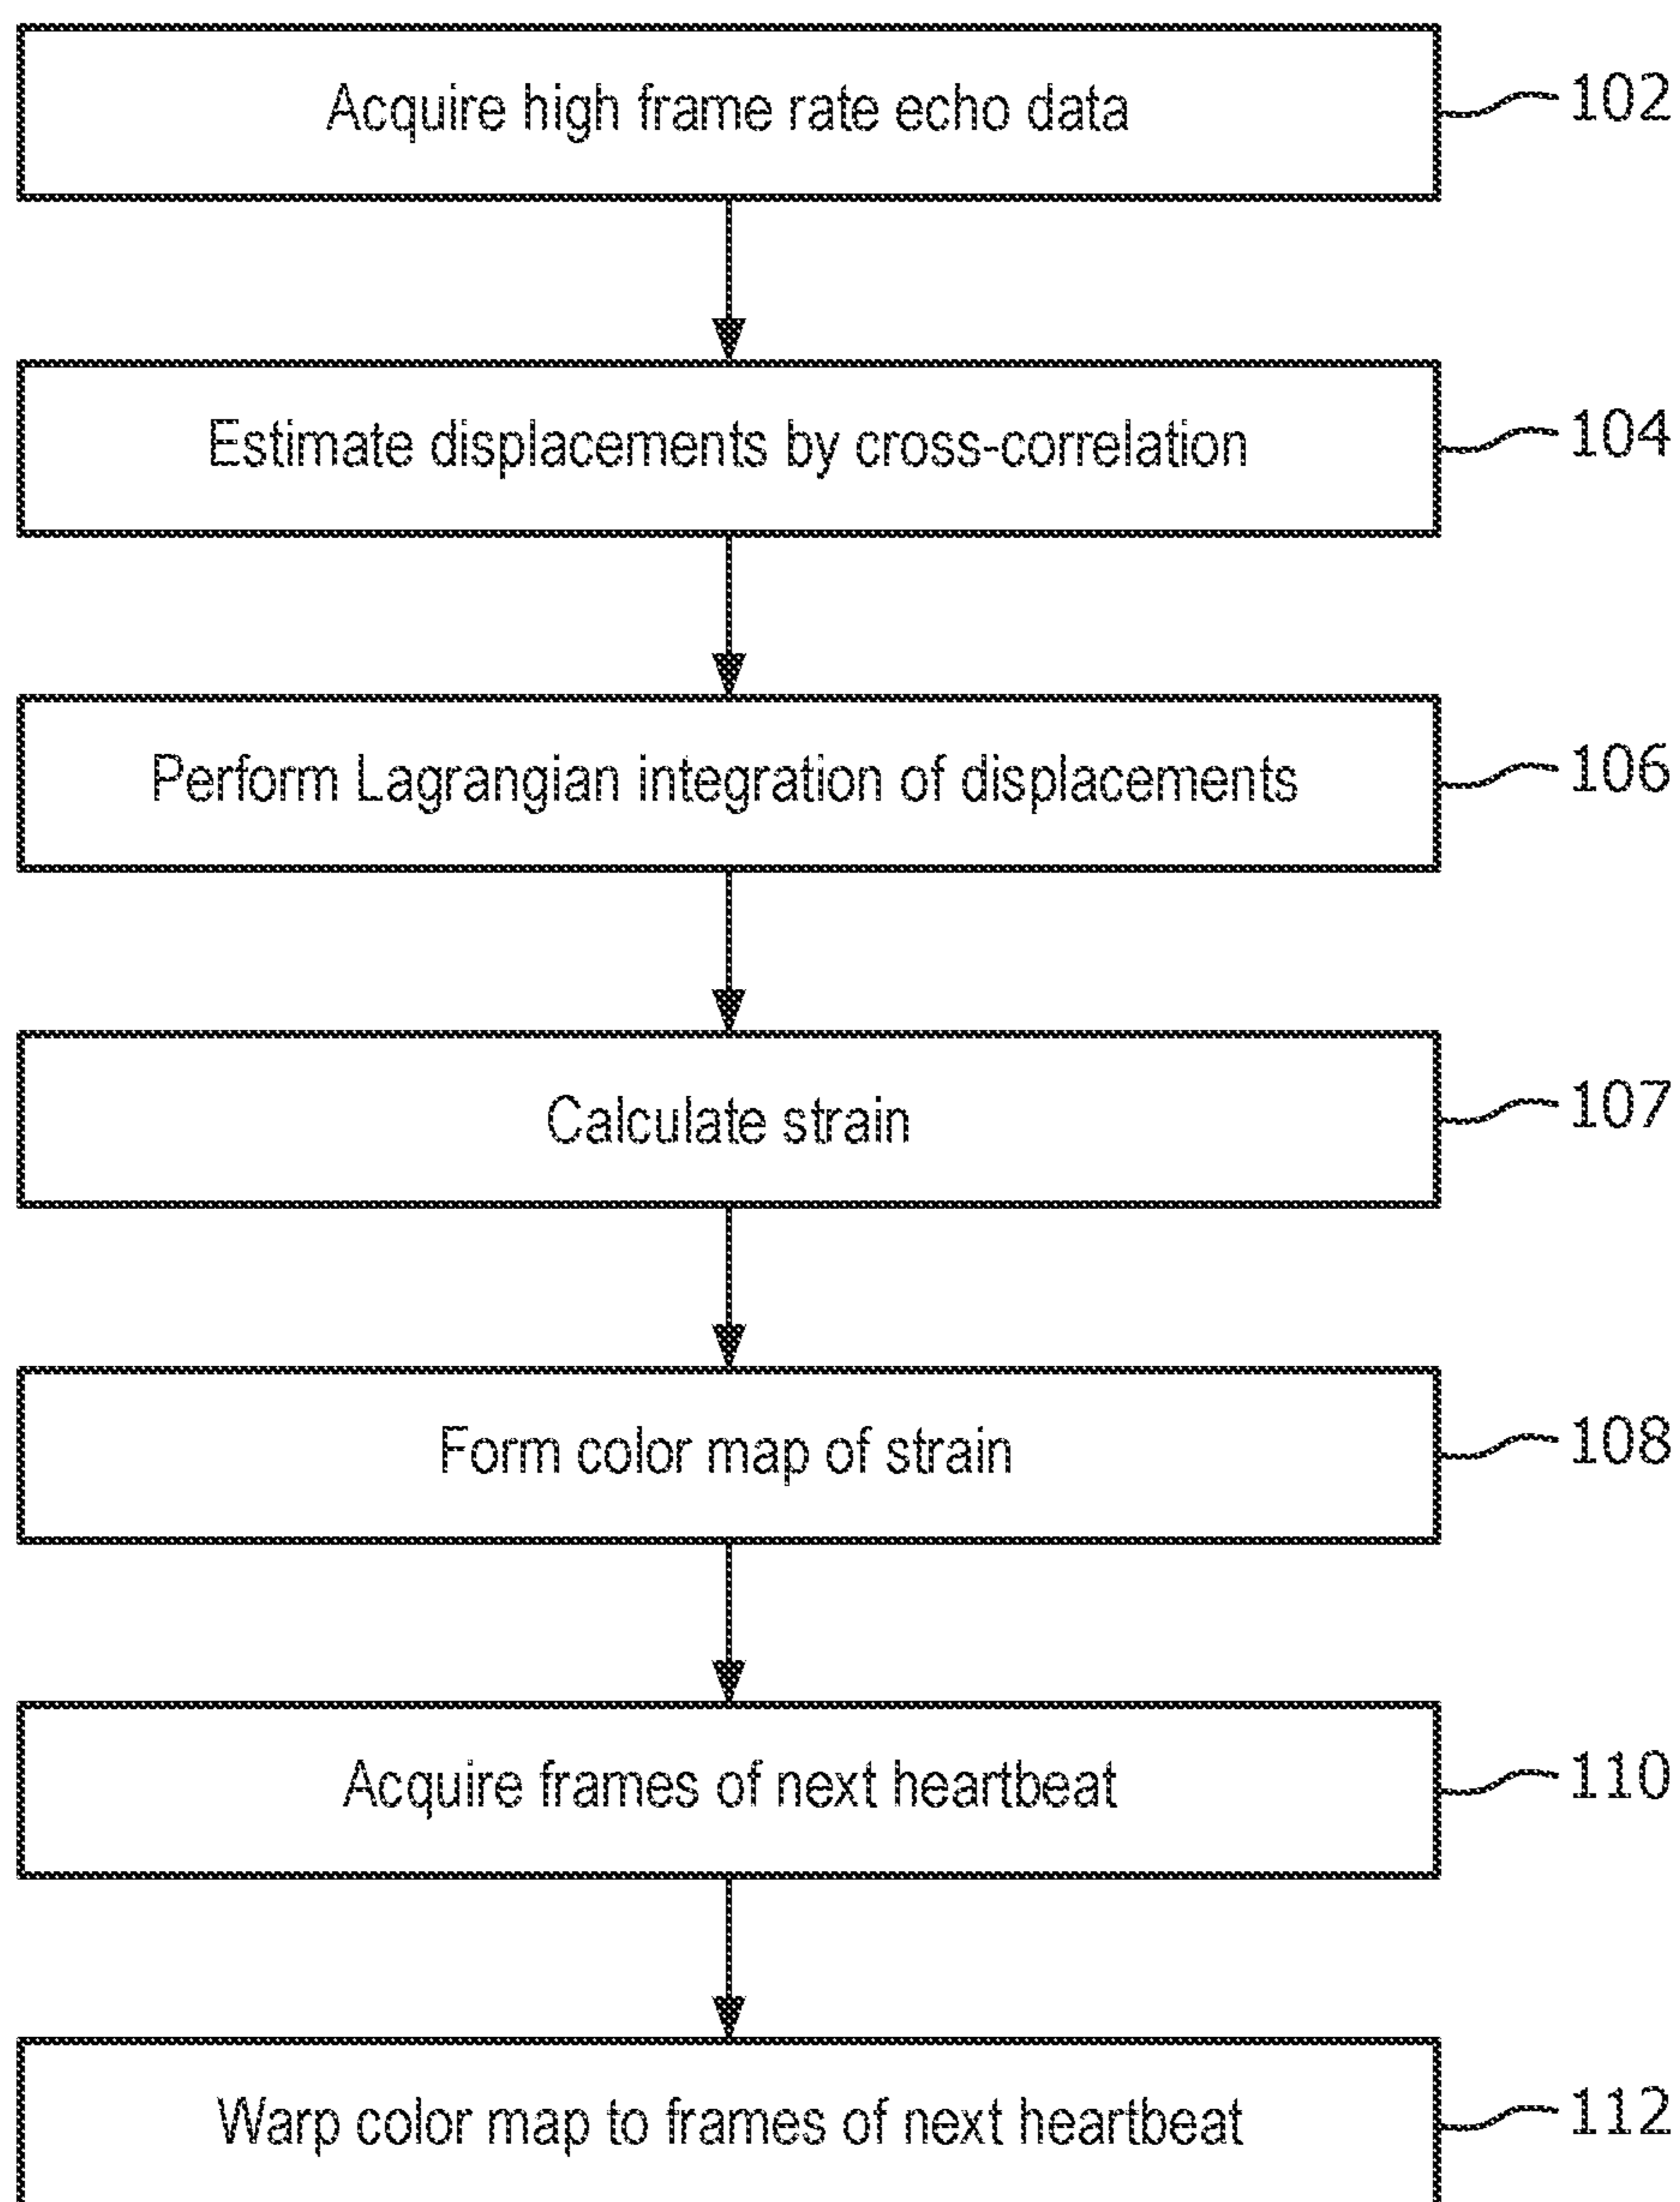 Acquire high frame rate echo data 102
Estimate displacements by cross-correlation 104
Perform Lagrangian integration of displacements 106
Calculate strain 107
Form color map of strain 108
Acquire frames of next heartbeat 110
Warp color map to frames of next heartbeat 112